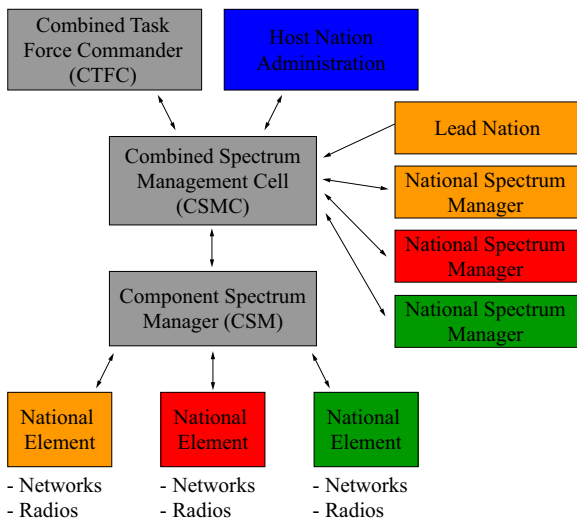 Combined Task
Force Commander
(CTFC)
Host Nation
Administration
Lead Nation
Combined Spectrum
Management Cell
(CSMC)
National Spectrum
Manager
National Spectrum
Manager
Component Spectrum
Manager (CSM)
National Spectrum
Manager
National
Element
National
Element
National
Element
- Networks
- Radios
- Networks
- Radios
- Networks
- Radios